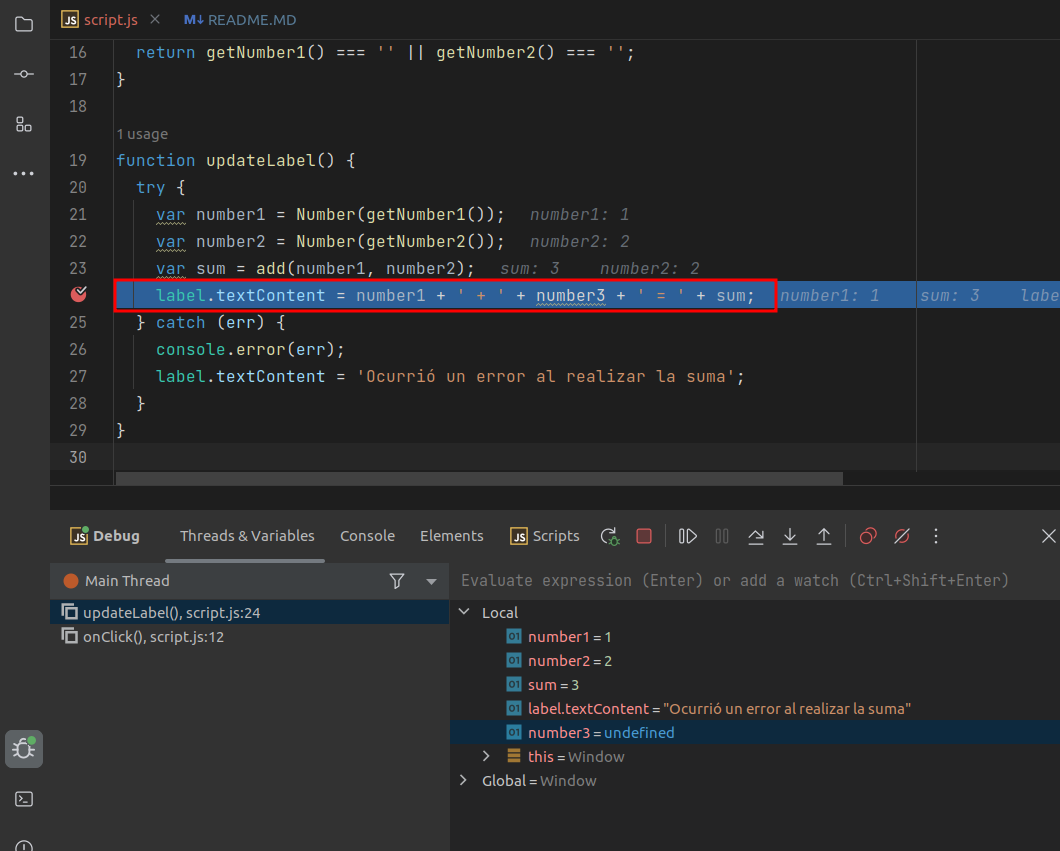 JS script.js × M↓ README.MD
16 return getNumber1() === '' || getNumber2() === '';
17 }
18
1 usage
19 function updateLabel() {
20 try {
21 var number1 = Number(getNumber1()); number1: 1
22 var number2 = Number(getNumber2()); number2: 2
23 var sum = add(number1, number2); sum: 3 number2: 2
label.textContent = number1 + ' + ' + number3 + ' = ' + sum; number1: 1 sum: 3 labe
25 } catch (err) {
26 console.error(err);
27 label.textContent = 'Ocurrió un error al realizar la suma';
28 }
29 }
30
JS Debug Threads & Variables Console Elements JS Scripts
Main Thread
Evaluate expression (Enter) or add a watch (Ctrl+Shift+Enter)
updateLabel(), script.js:24
onClick(), script.js:12
Local
01 number1 = 1
01 number2 = 2
01 sum = 3
01 label.textContent = "Ocurrió un error al realizar la suma"
01 number3 = undefined
this = Window
Global = Window